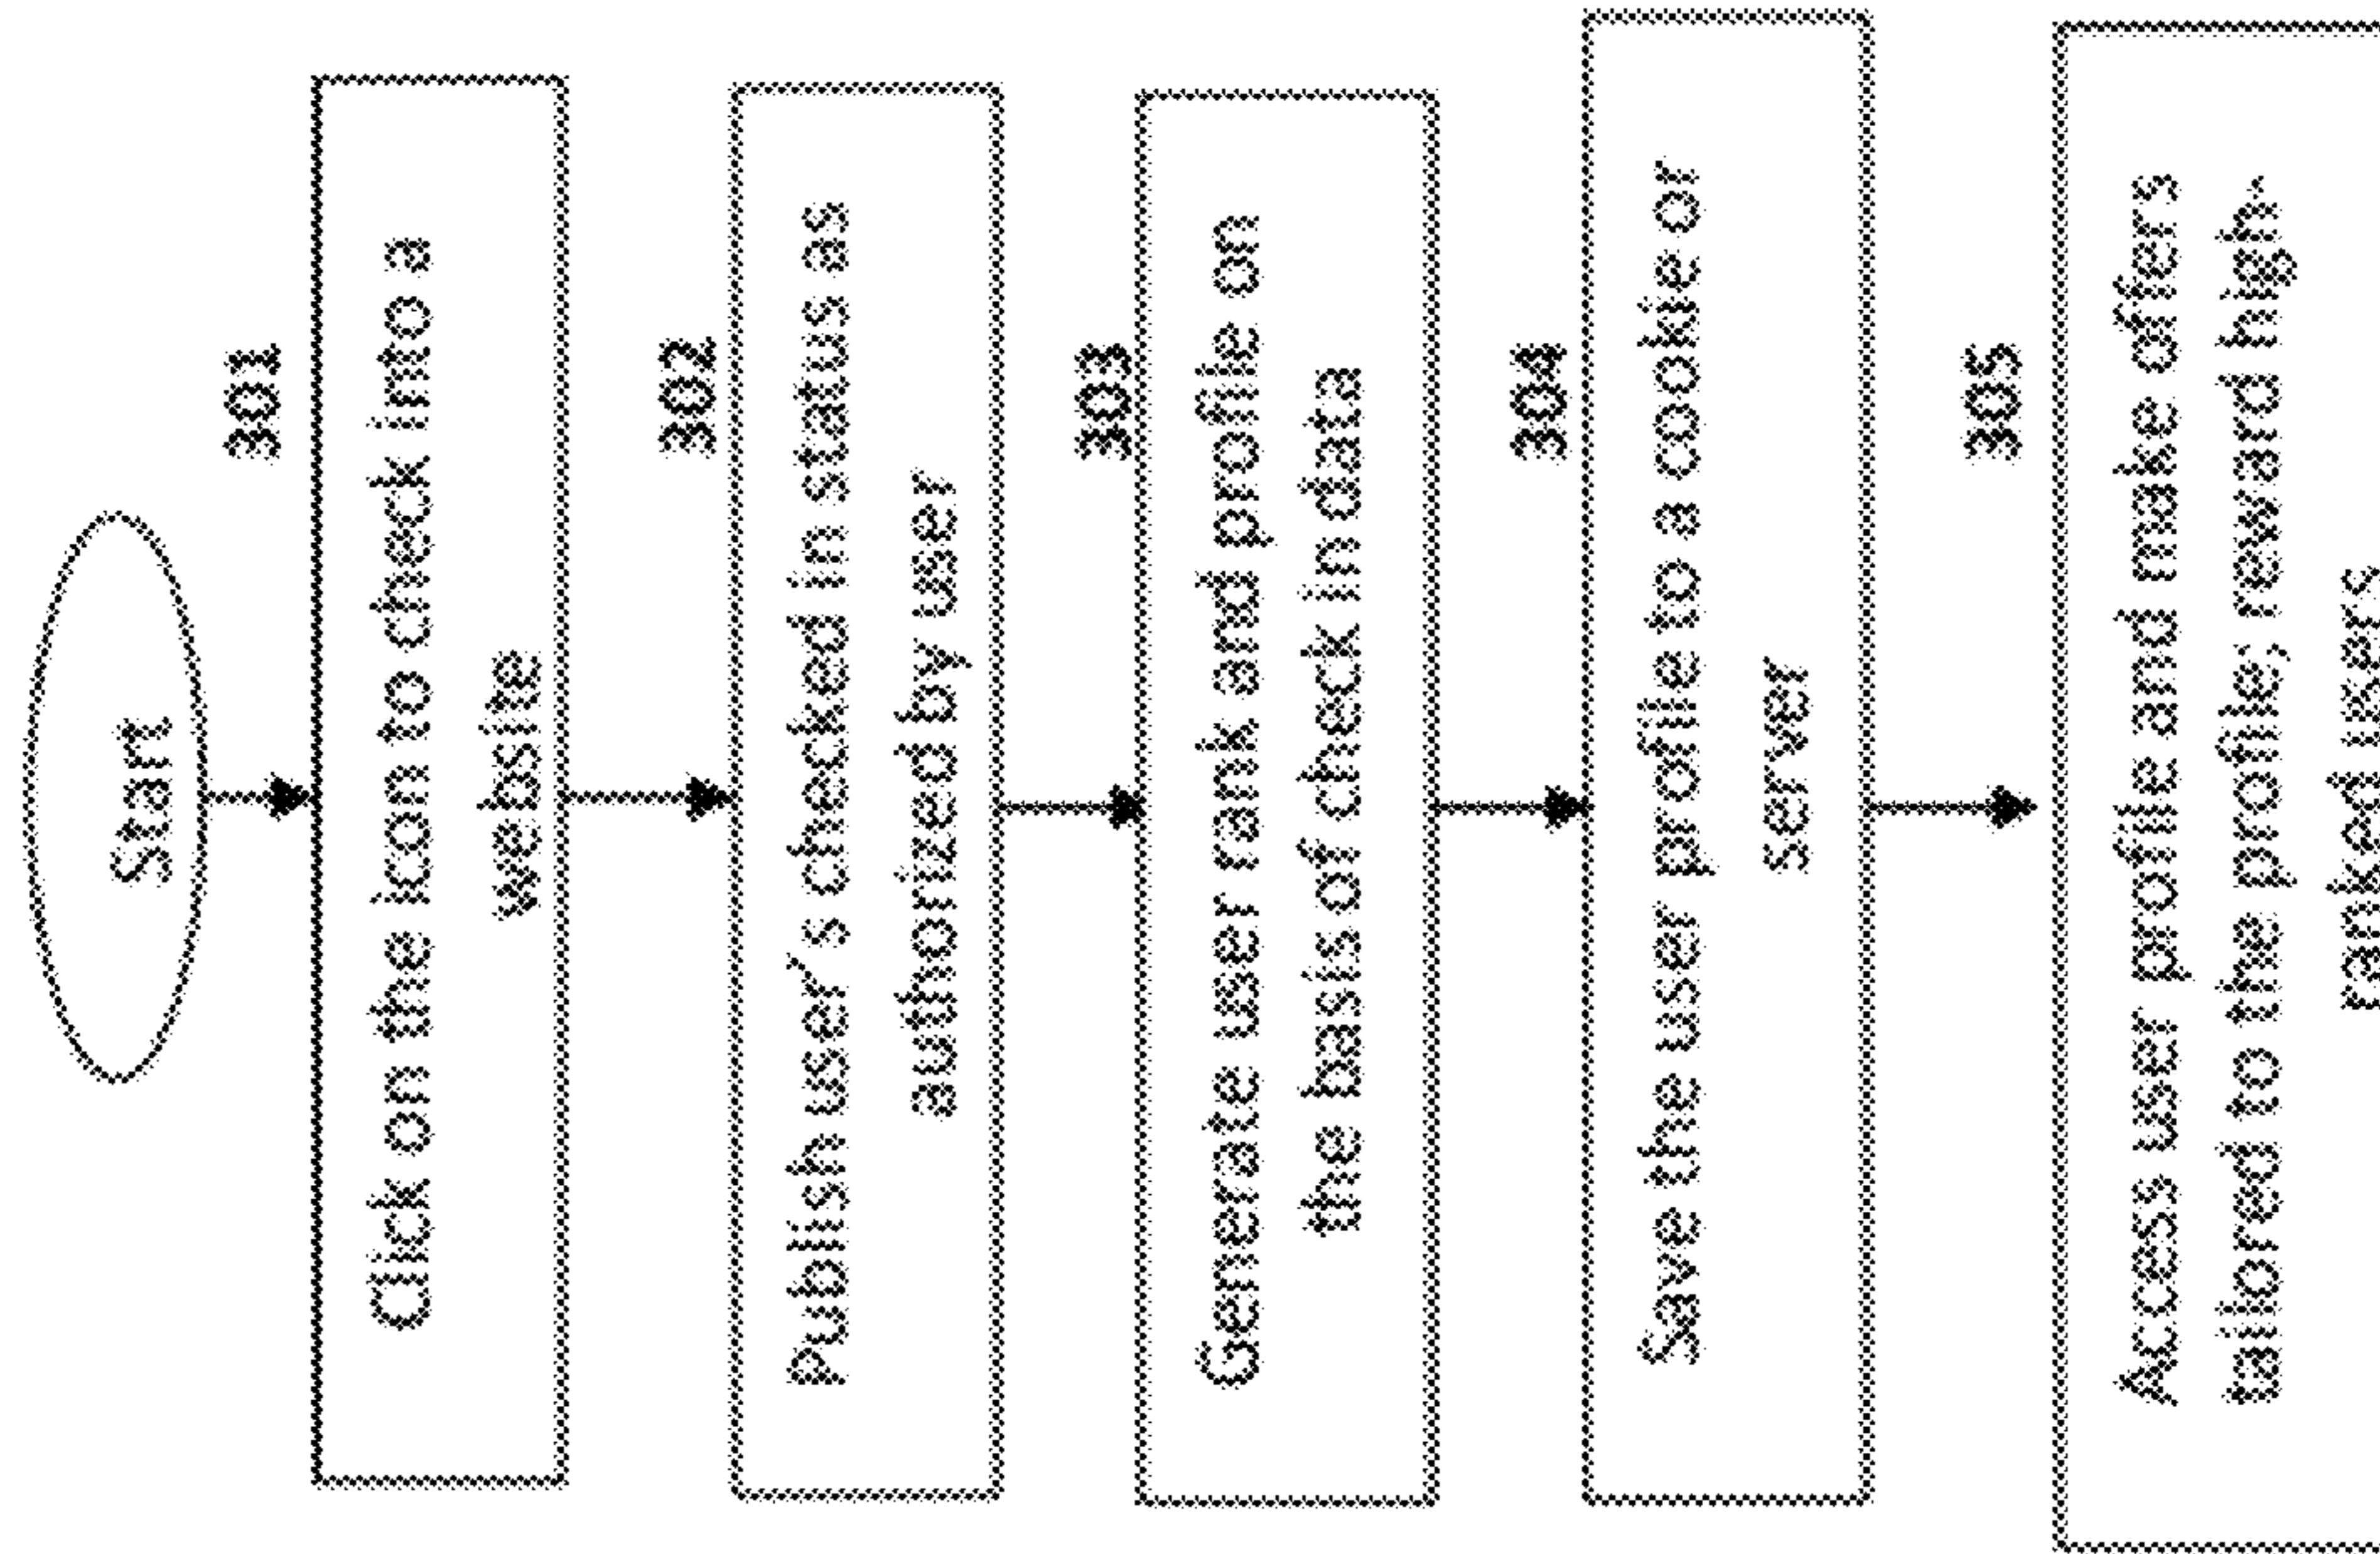 Start
301
Click on the icon to check into a
website
302
Publish user's checked in status as
authorized by user
303
Generate user rank and profile on
the basis of check in data
304
Save the user profile to a cookie or
server
305
Access user profile and make offers
tailored to the profile; reward high-
ranked users